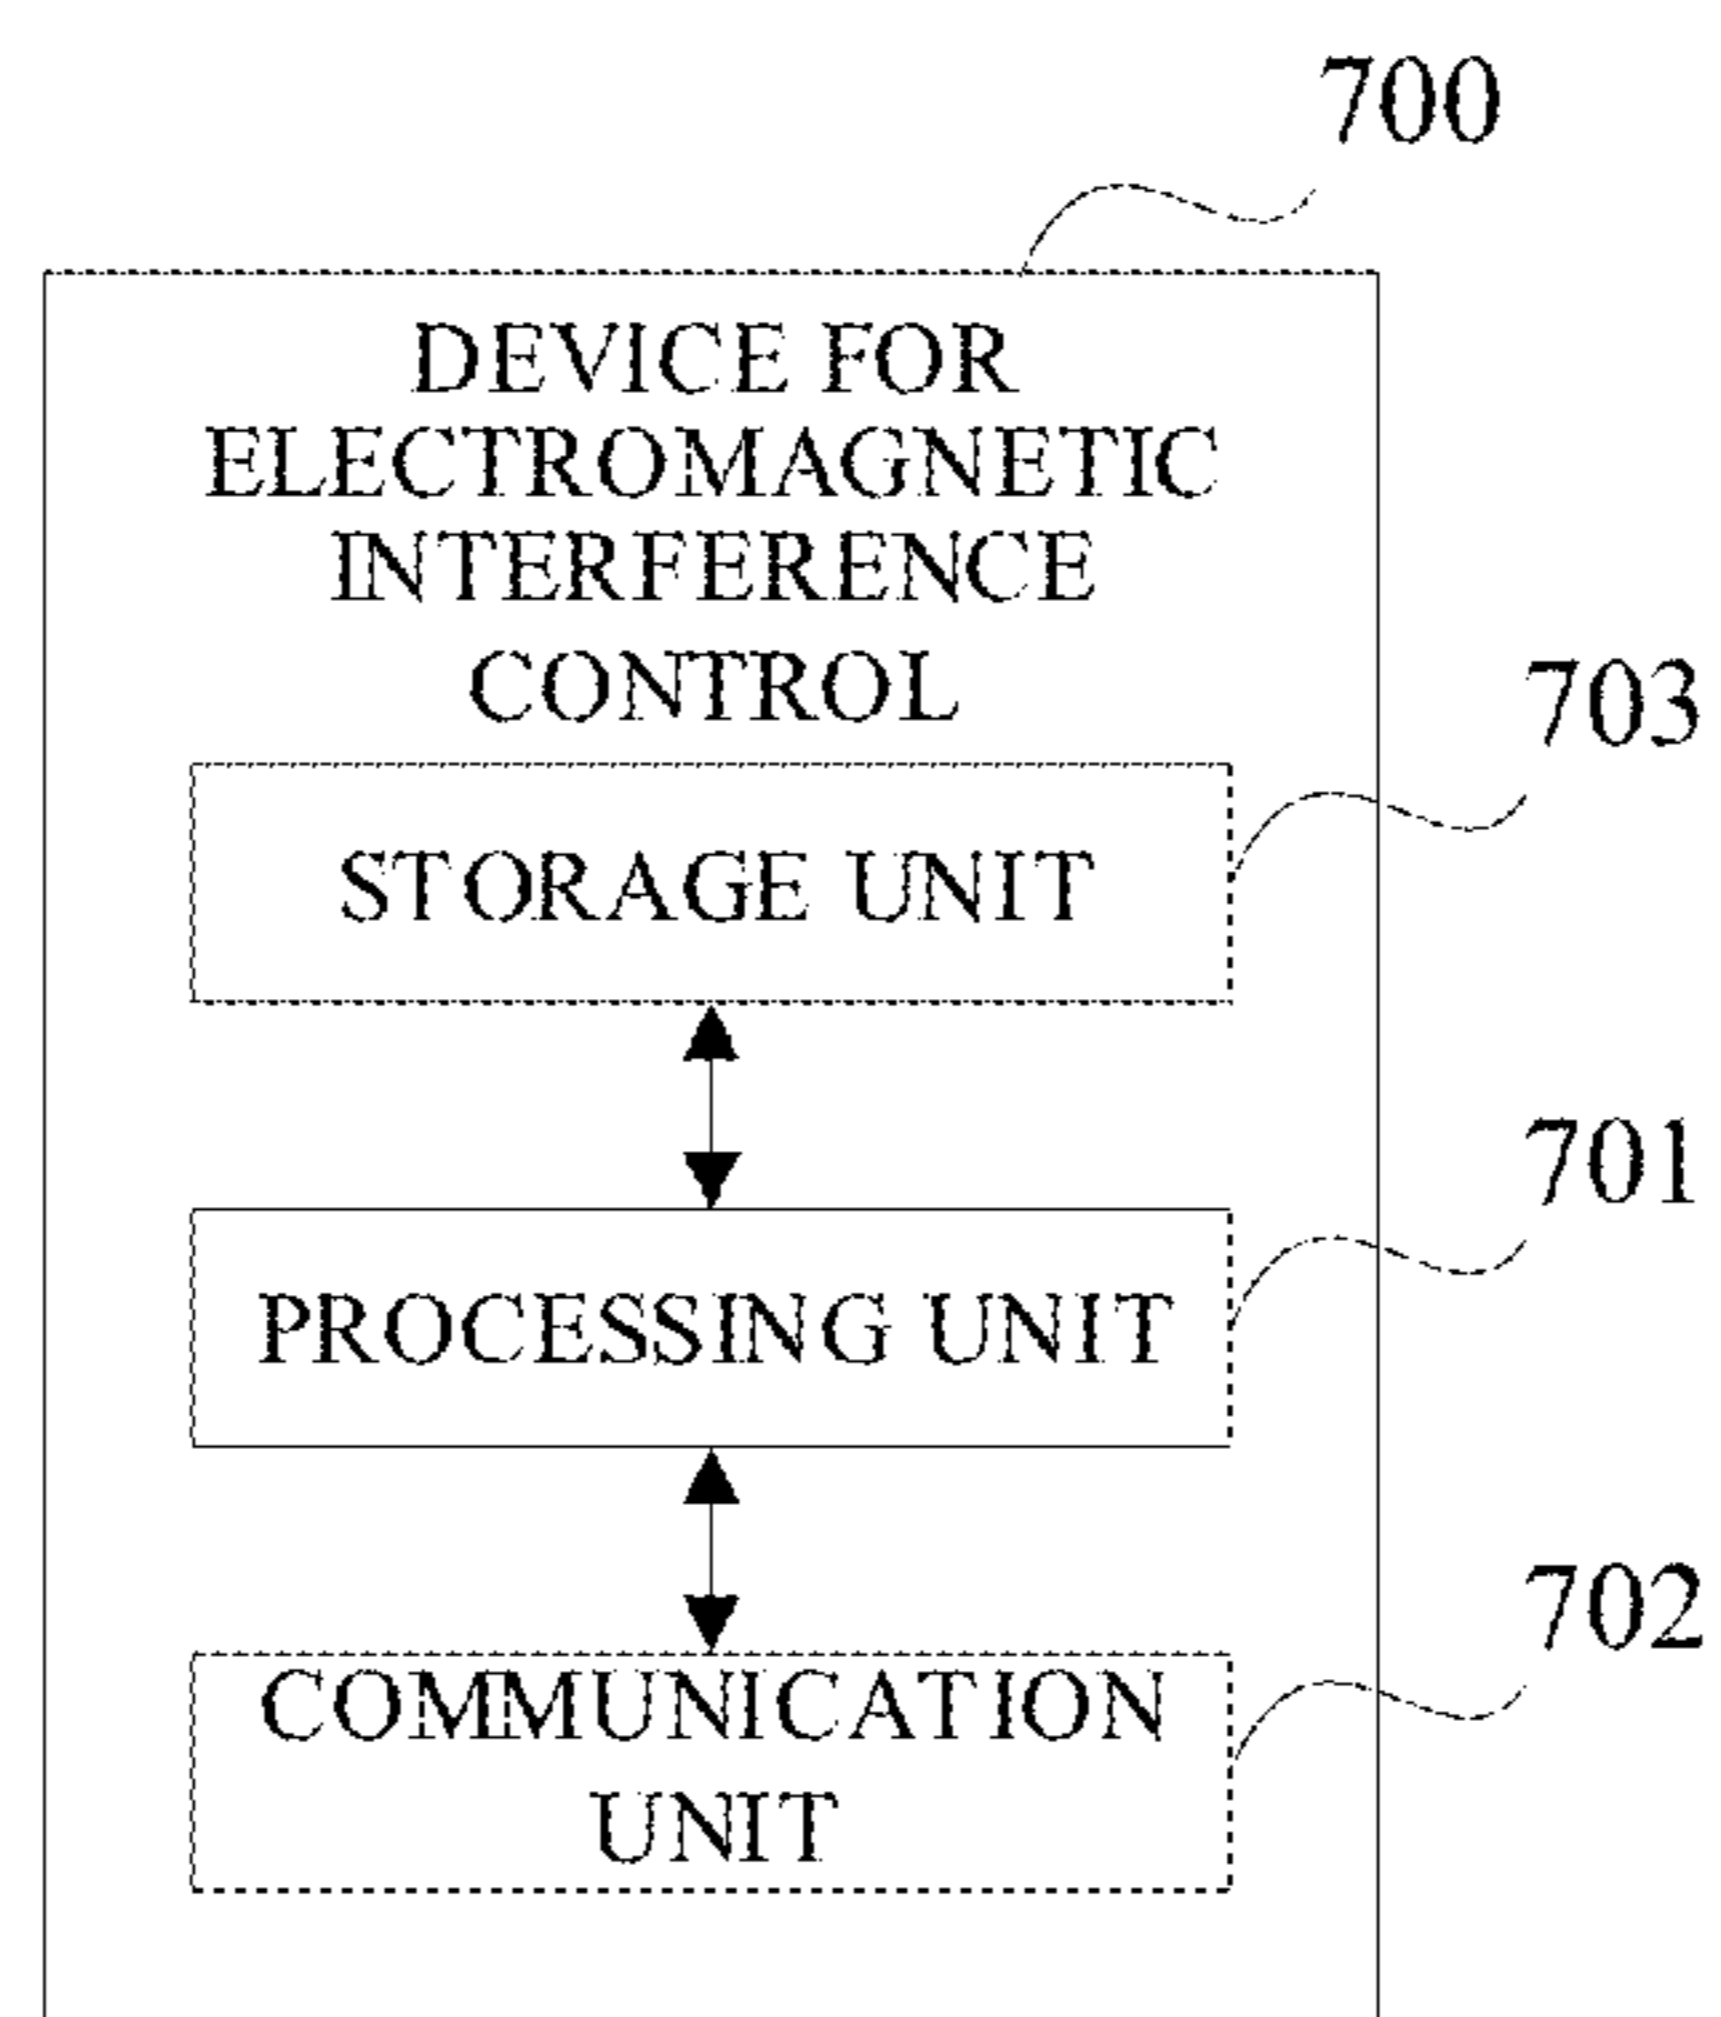 700
DEVICE FOR
ELECTROMAGNETIC
INTERFERENCE
CONTROL
703
STORAGE UNIT
701
PROCESSING UNIT
702
COMMUNICATION
UNIT